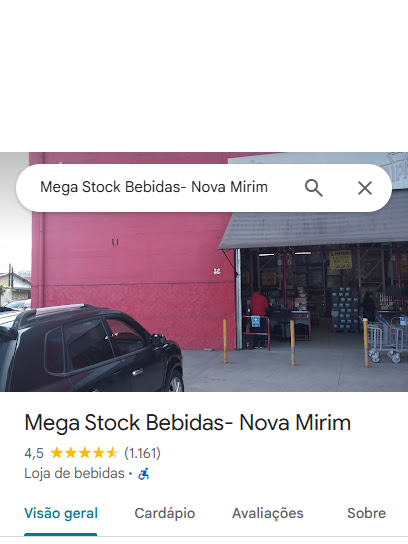 Mega Stock Bebidas- Nova Mirim
Mega Stock Bebidas- Nova Mirim
4,5 (1.161)
Loja de bebidas ·
Visão geral Cardápio Avaliações Sobre